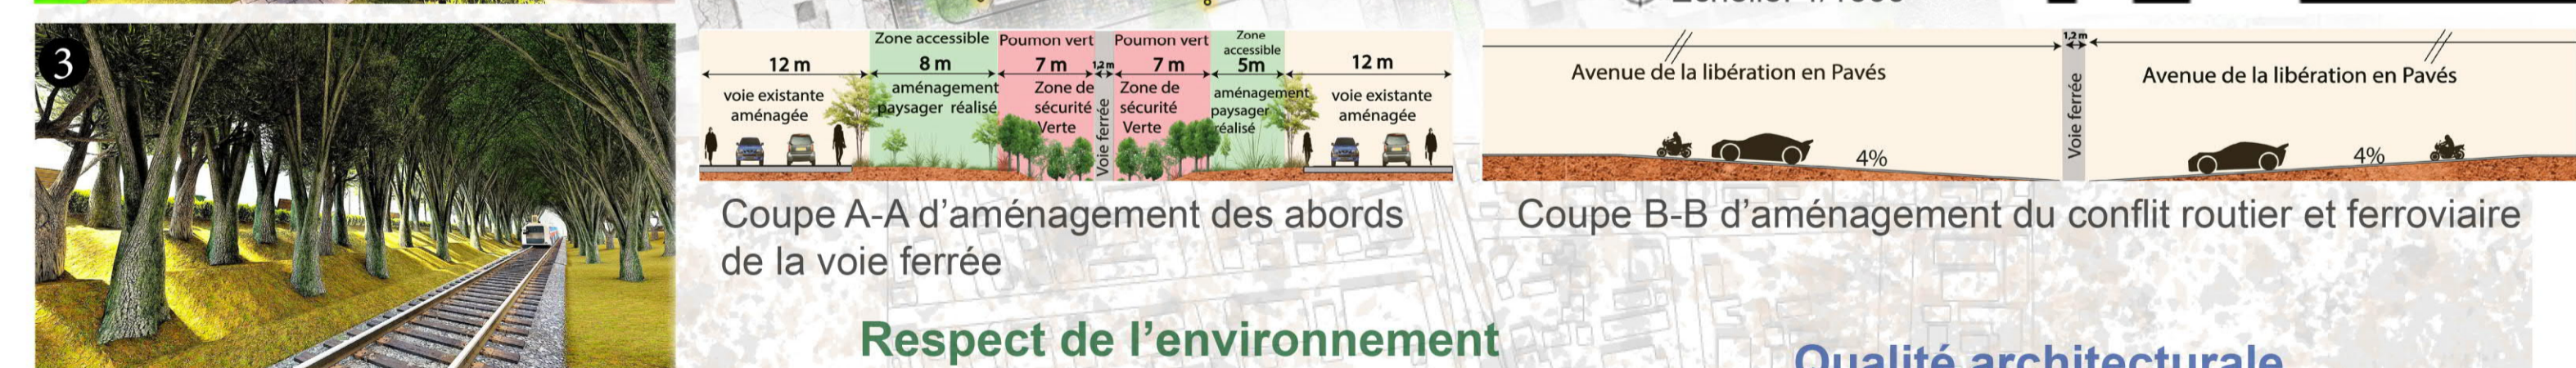 3
Zone accessible
Poumon vert
Poumon vert
Zone
accessible
12 m
8 m
7 m
1,2 m
7 m
5m
12 m
voie existante
aménagée
aménagement
paysager réalisé
Zone de
sécurité
Verte
Voie ferrée
Zone de
sécurité
Verte
aménagement
paysager
réalisé
voie existante
aménagée
Coupe A-A d’aménagement des abords
de la voie ferrée
1,2 m
Avenue de la libération en Pavés
Voie ferrée
Avenue de la libération en Pavés
4%
4%
Coupe B-B d’aménagement du conflit routier et ferroviaire
Respect de l’environnement
Qualité architecturale